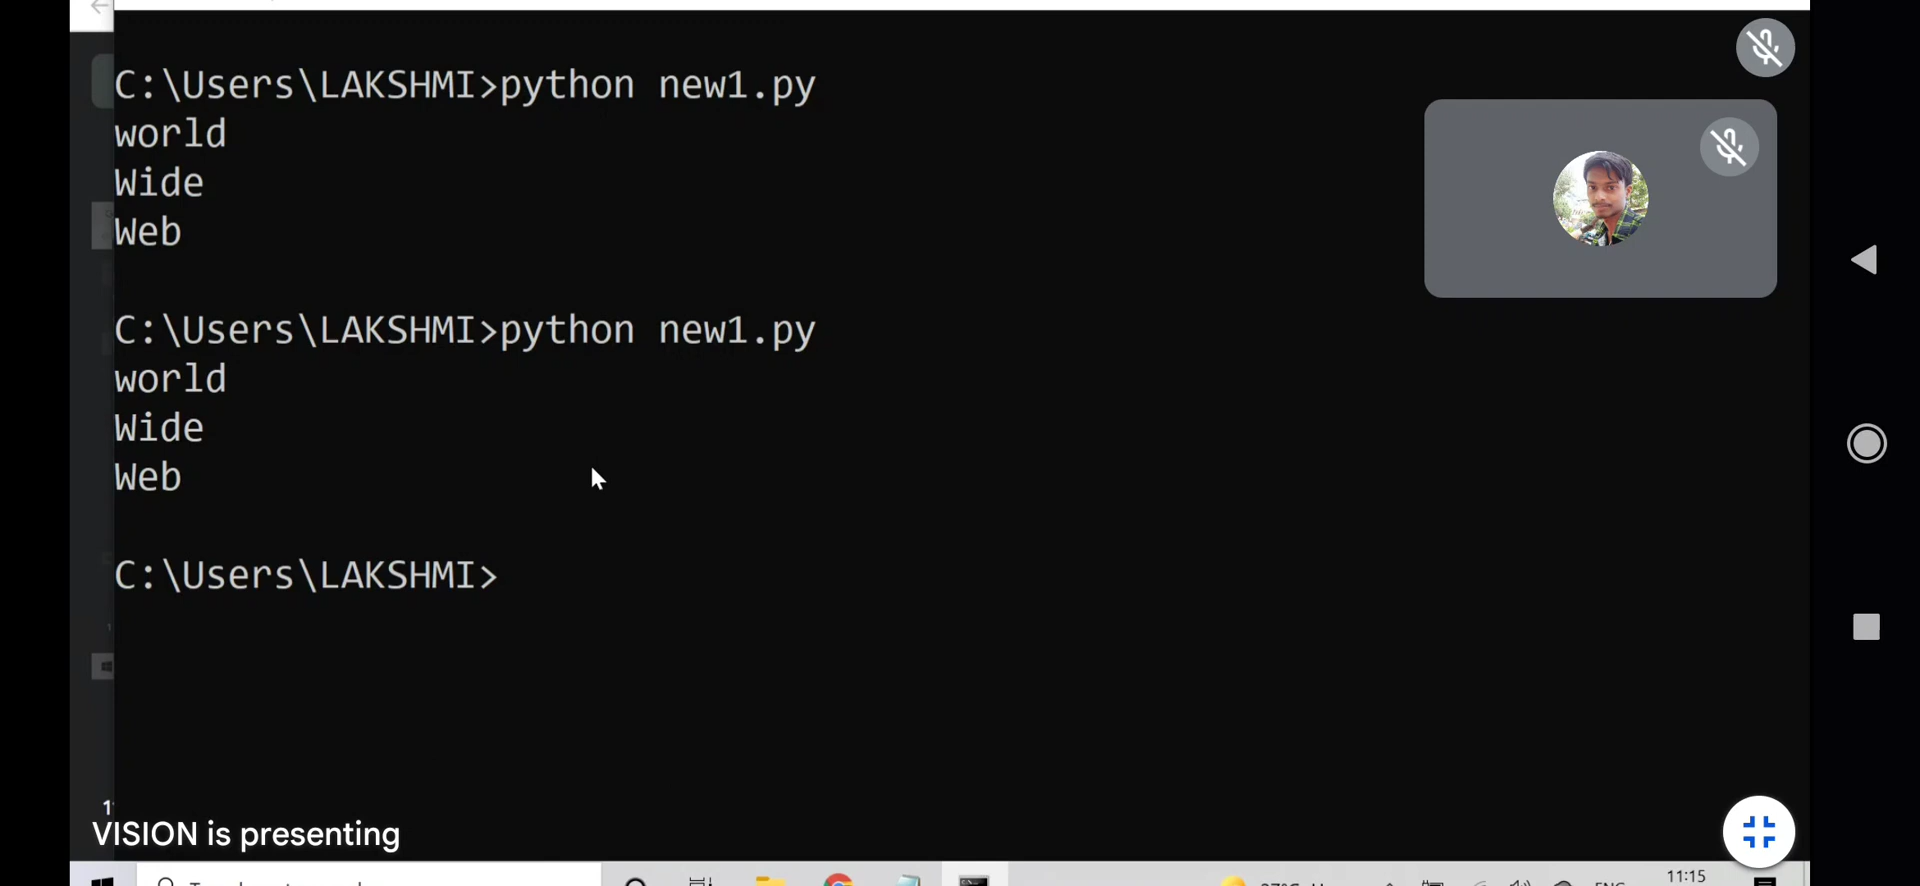 C:\Users\LAKSHMI>python new1.py
world
Wide
Web
C:\Users\LAKSHMI>python new1.py
world
Wide
Web
C:\Users\LAKSHMI>
VISION is presenting
11:15